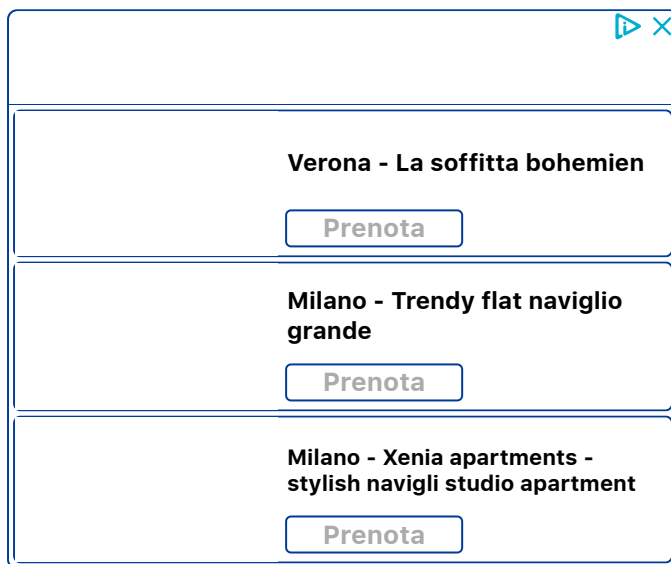 Verona - La soffitta bohemien
Prenota
Milano - Trendy flat naviglio
grande
Prenota
Milano - Xenia apartments -
stylish navigli studio apartment
Prenota